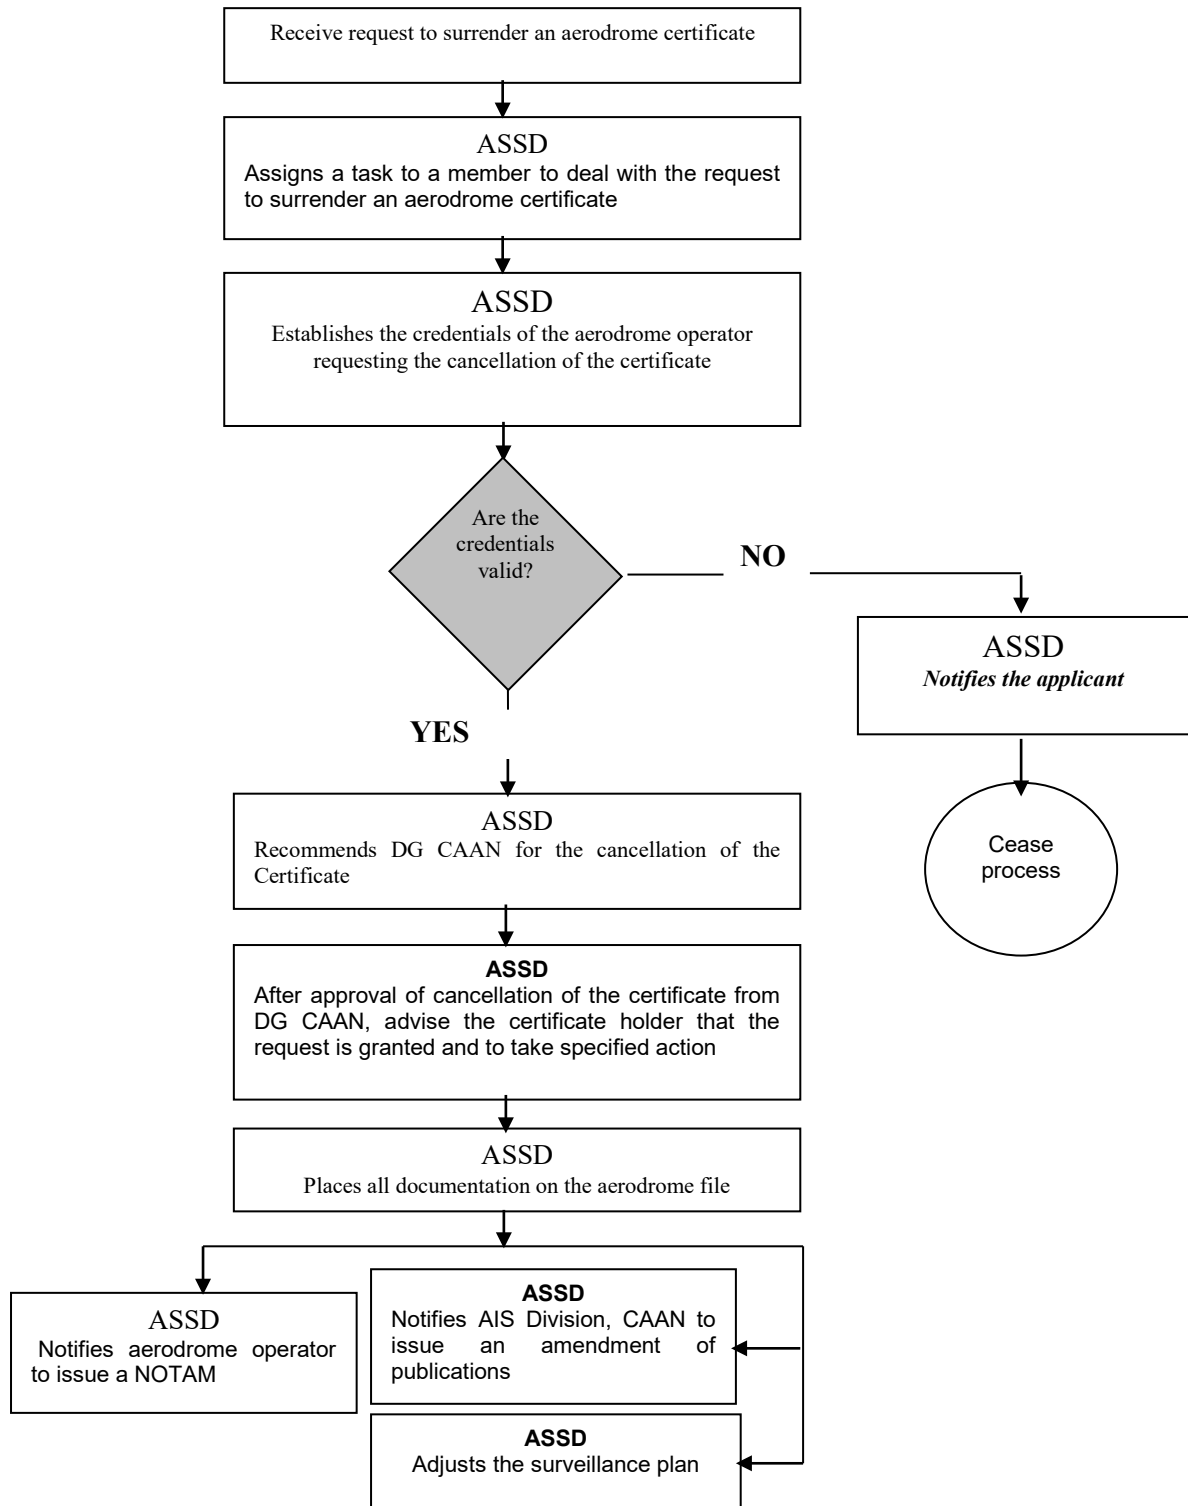 Receive request to surrender an aerodrome certificate
ASSD
Assigns a task to a member to deal with the request
to surrender an aerodrome certificate
ASSD
Establishes the credentials of the aerodrome operator
requesting the cancellation of the certificate
Are the
credentials
valid?
NO
ASSD
Notifies the applicant
YES
Cease
process
ASSD
Recommends DG CAAN for the cancellation of the
Certificate
ASSD
After approval of cancellation of the certificate from
DG CAAN, advise the certificate holder that the
request is granted and to take specified action
ASSD
Places all documentation on the aerodrome file
ASSD
Notifies aerodrome operator
to issue a NOTAM
ASSD
Notifies AIS Division, CAAN to
issue an amendment of
publications
ASSD
Adjusts the surveillance plan